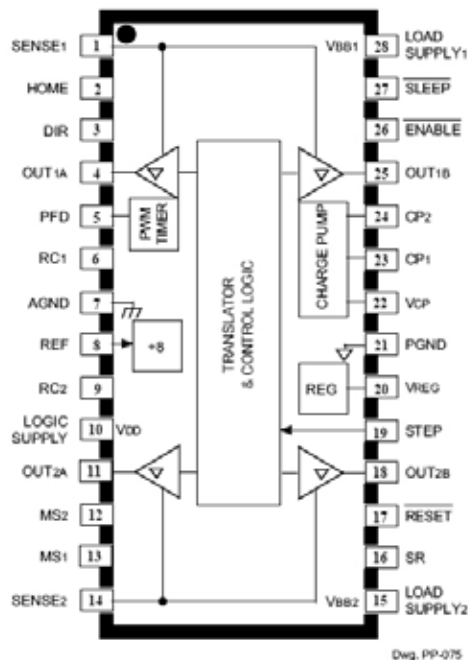 SENSE1 1 VBB1 28 LOAD SUPPLY1
HOME 2 27 SLEEP
DIR 3 26 ENABLE
OUT1A 4 25 OUT1B
PFD 5 PWM TIMER 24 CP2
RC1 6 CHARGE PUMP 23 CP1
AGND 7 22 VCP
TRANSLATOR & CONTROL LOGIC
REF 8 ÷8 21 PGND
RC2 9 REG 20 VREG
LOGIC SUPPLY 10 VDD 19 STEP
OUT2A 11 18 OUT2B
MS2 12 17 RESET
MS1 13 16 SR
SENSE2 14 VBB2 15 LOAD SUPPLY2
Dwg. PP-075